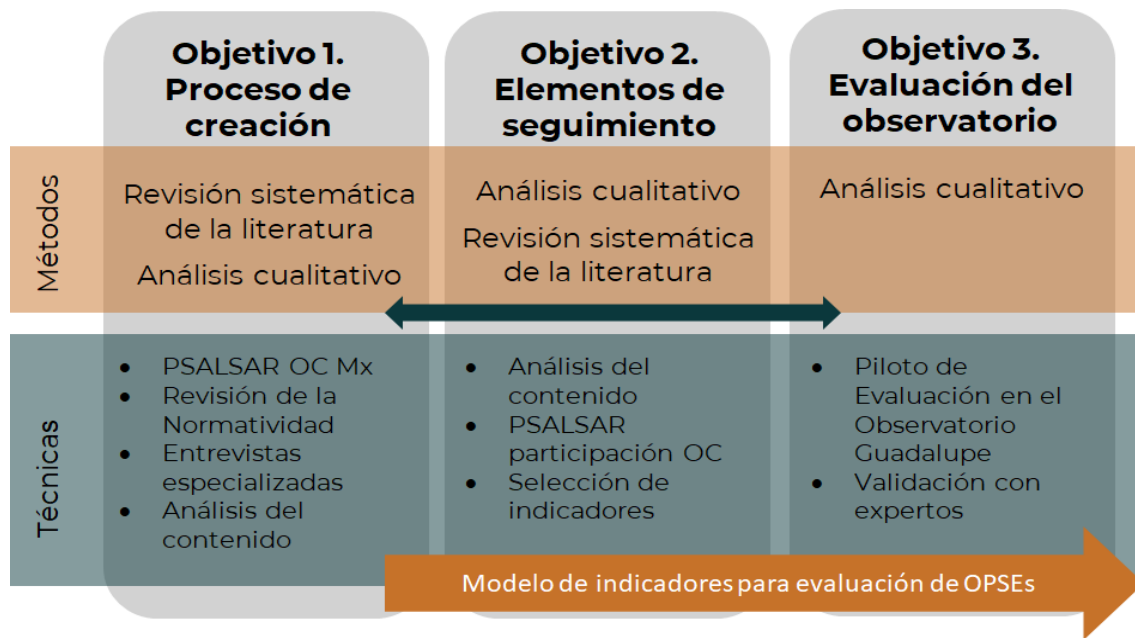 Objetivo 1.
Proceso de
creación
Objetivo 2.
Elementos de
seguimiento
Objetivo 3.
Evaluación del
observatorio
Métodos
Revisión sistemática
de la literatura
Análisis cualitativo
Análisis cualitativo
Revisión sistemática
de la literatura
Análisis cualitativo
Técnicas
• PSALSAR OC Mx
• Revisión de la
Normatividad
• Entrevistas
especializadas
• Análisis del
contenido
• Análisis del
contenido
• PSALSAR
participación OC
• Selección de
indicadores
• Piloto de
Evaluación en el
Observatorio
Guadalupe
• Validación con
expertos
Modelo de indicadores para evaluación de OPSEs